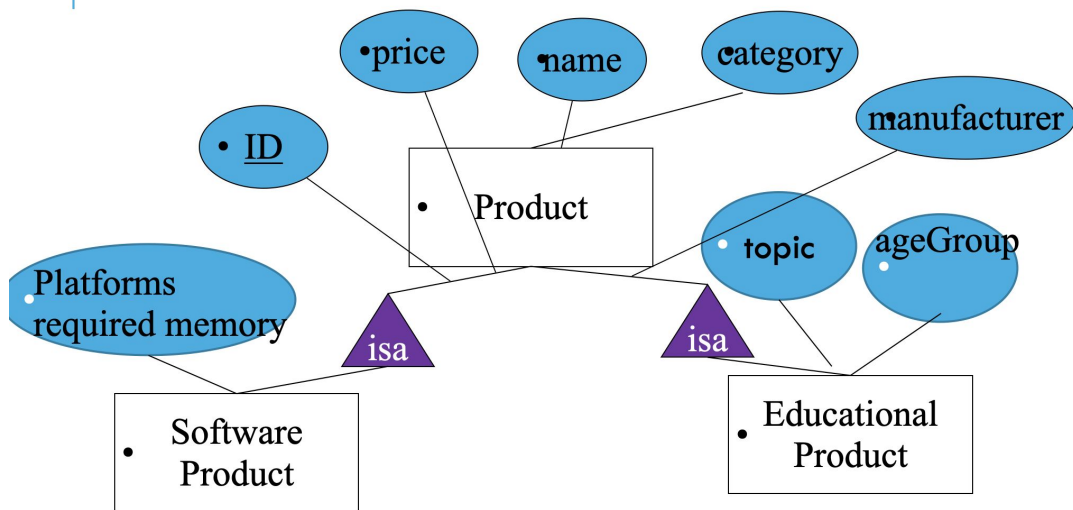 • price
• name
• category
• manufacturer
• ID
• Product
• topic
• ageGroup
• Platforms
required memory
isa
isa
• Software
Product
• Educational
Product